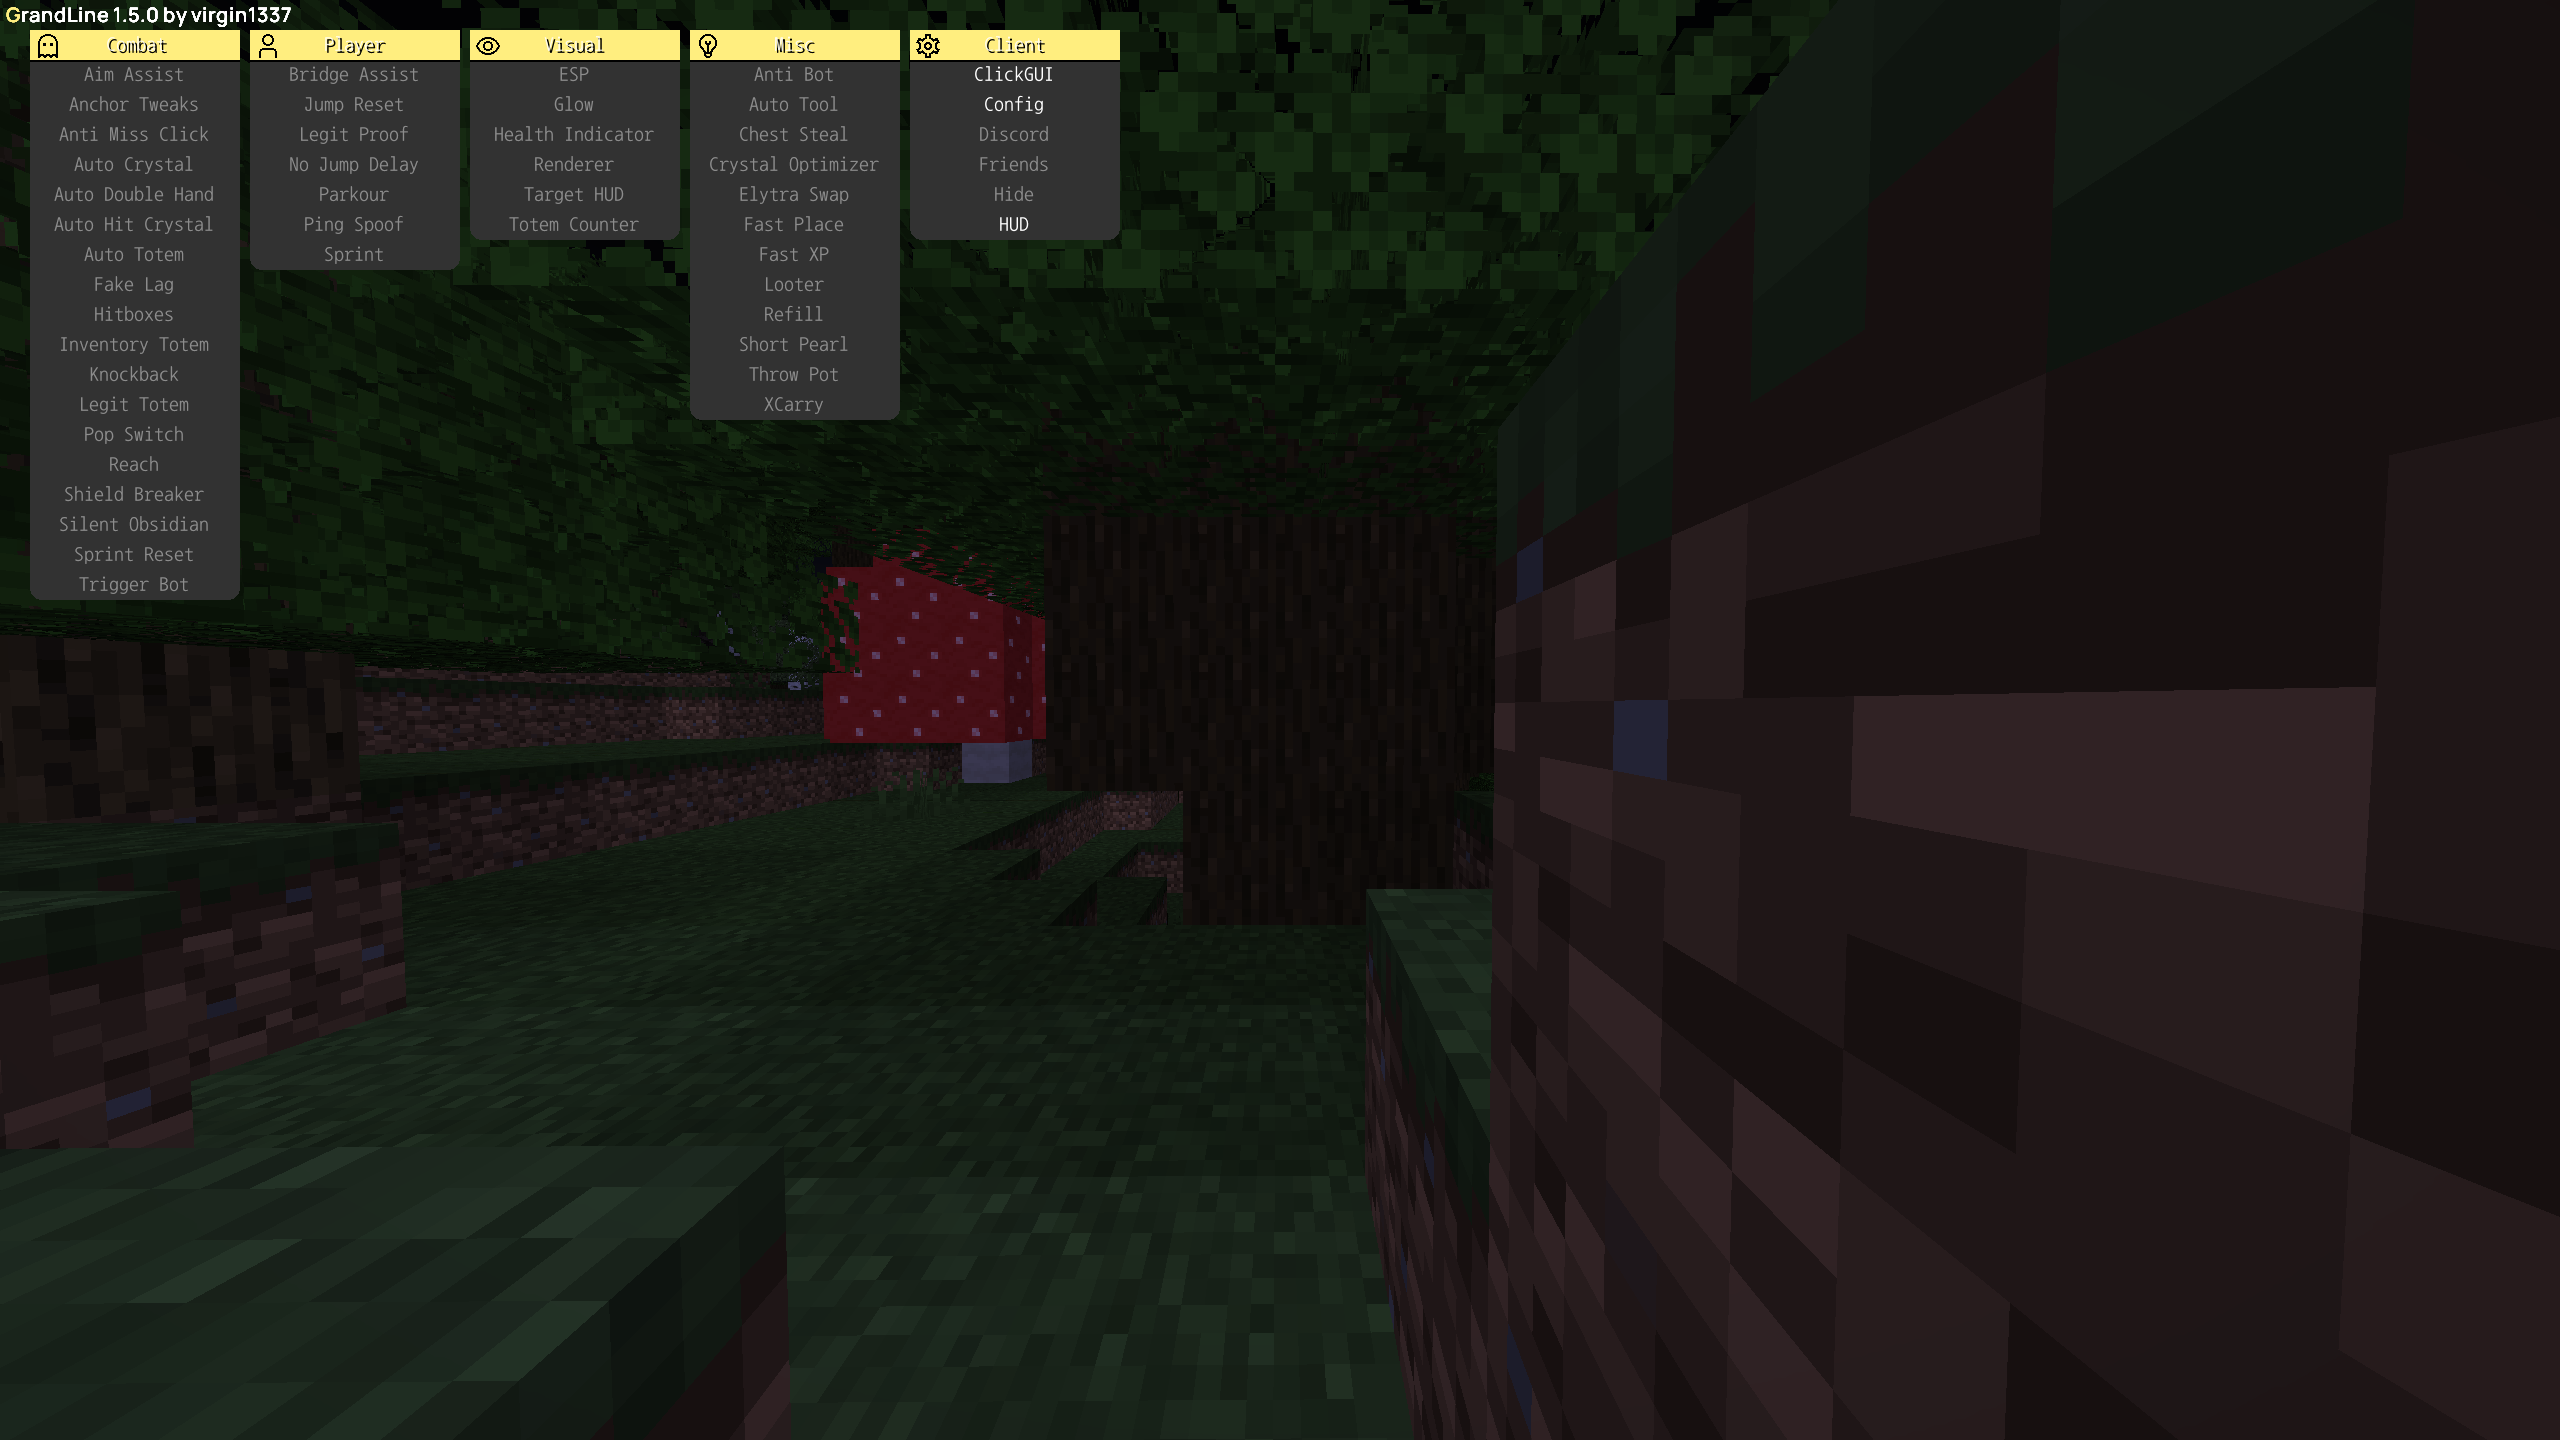 GrandLine 1.5.0 by virgin1337
Combat
Aim Assist
Anchor Tweaks
Anti Miss Click
Auto Crystal
Auto Double Hand
Auto Hit Crystal
Auto Totem
Fake Lag
Hitboxes
Inventory Totem
Knockback
Legit Totem
Pop Switch
Reach
Shield Breaker
Silent Obsidian
Sprint Reset
Trigger Bot
Player
Bridge Assist
Jump Reset
Legit Proof
No Jump Delay
Parkour
Ping Spoof
Sprint
Visual
ESP
Glow
Health Indicator
Renderer
Target HUD
Totem Counter
Misc
Anti Bot
Auto Tool
Chest Steal
Crystal Optimizer
Elytra Swap
Fast Place
Fast XP
Looter
Refill
Short Pearl
Throw Pot
XCarry
Client
ClickGUI
Config
Discord
Friends
Hide
HUD